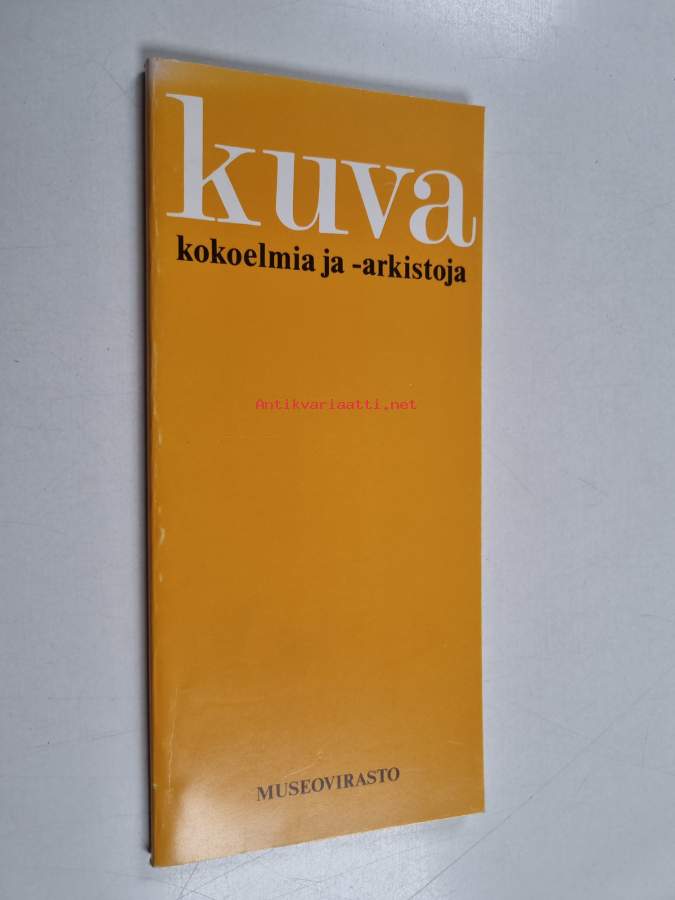 kuva
kokoelmia ja -arkistoja
Antikvariaatti.net
MUSEOVIRASTO